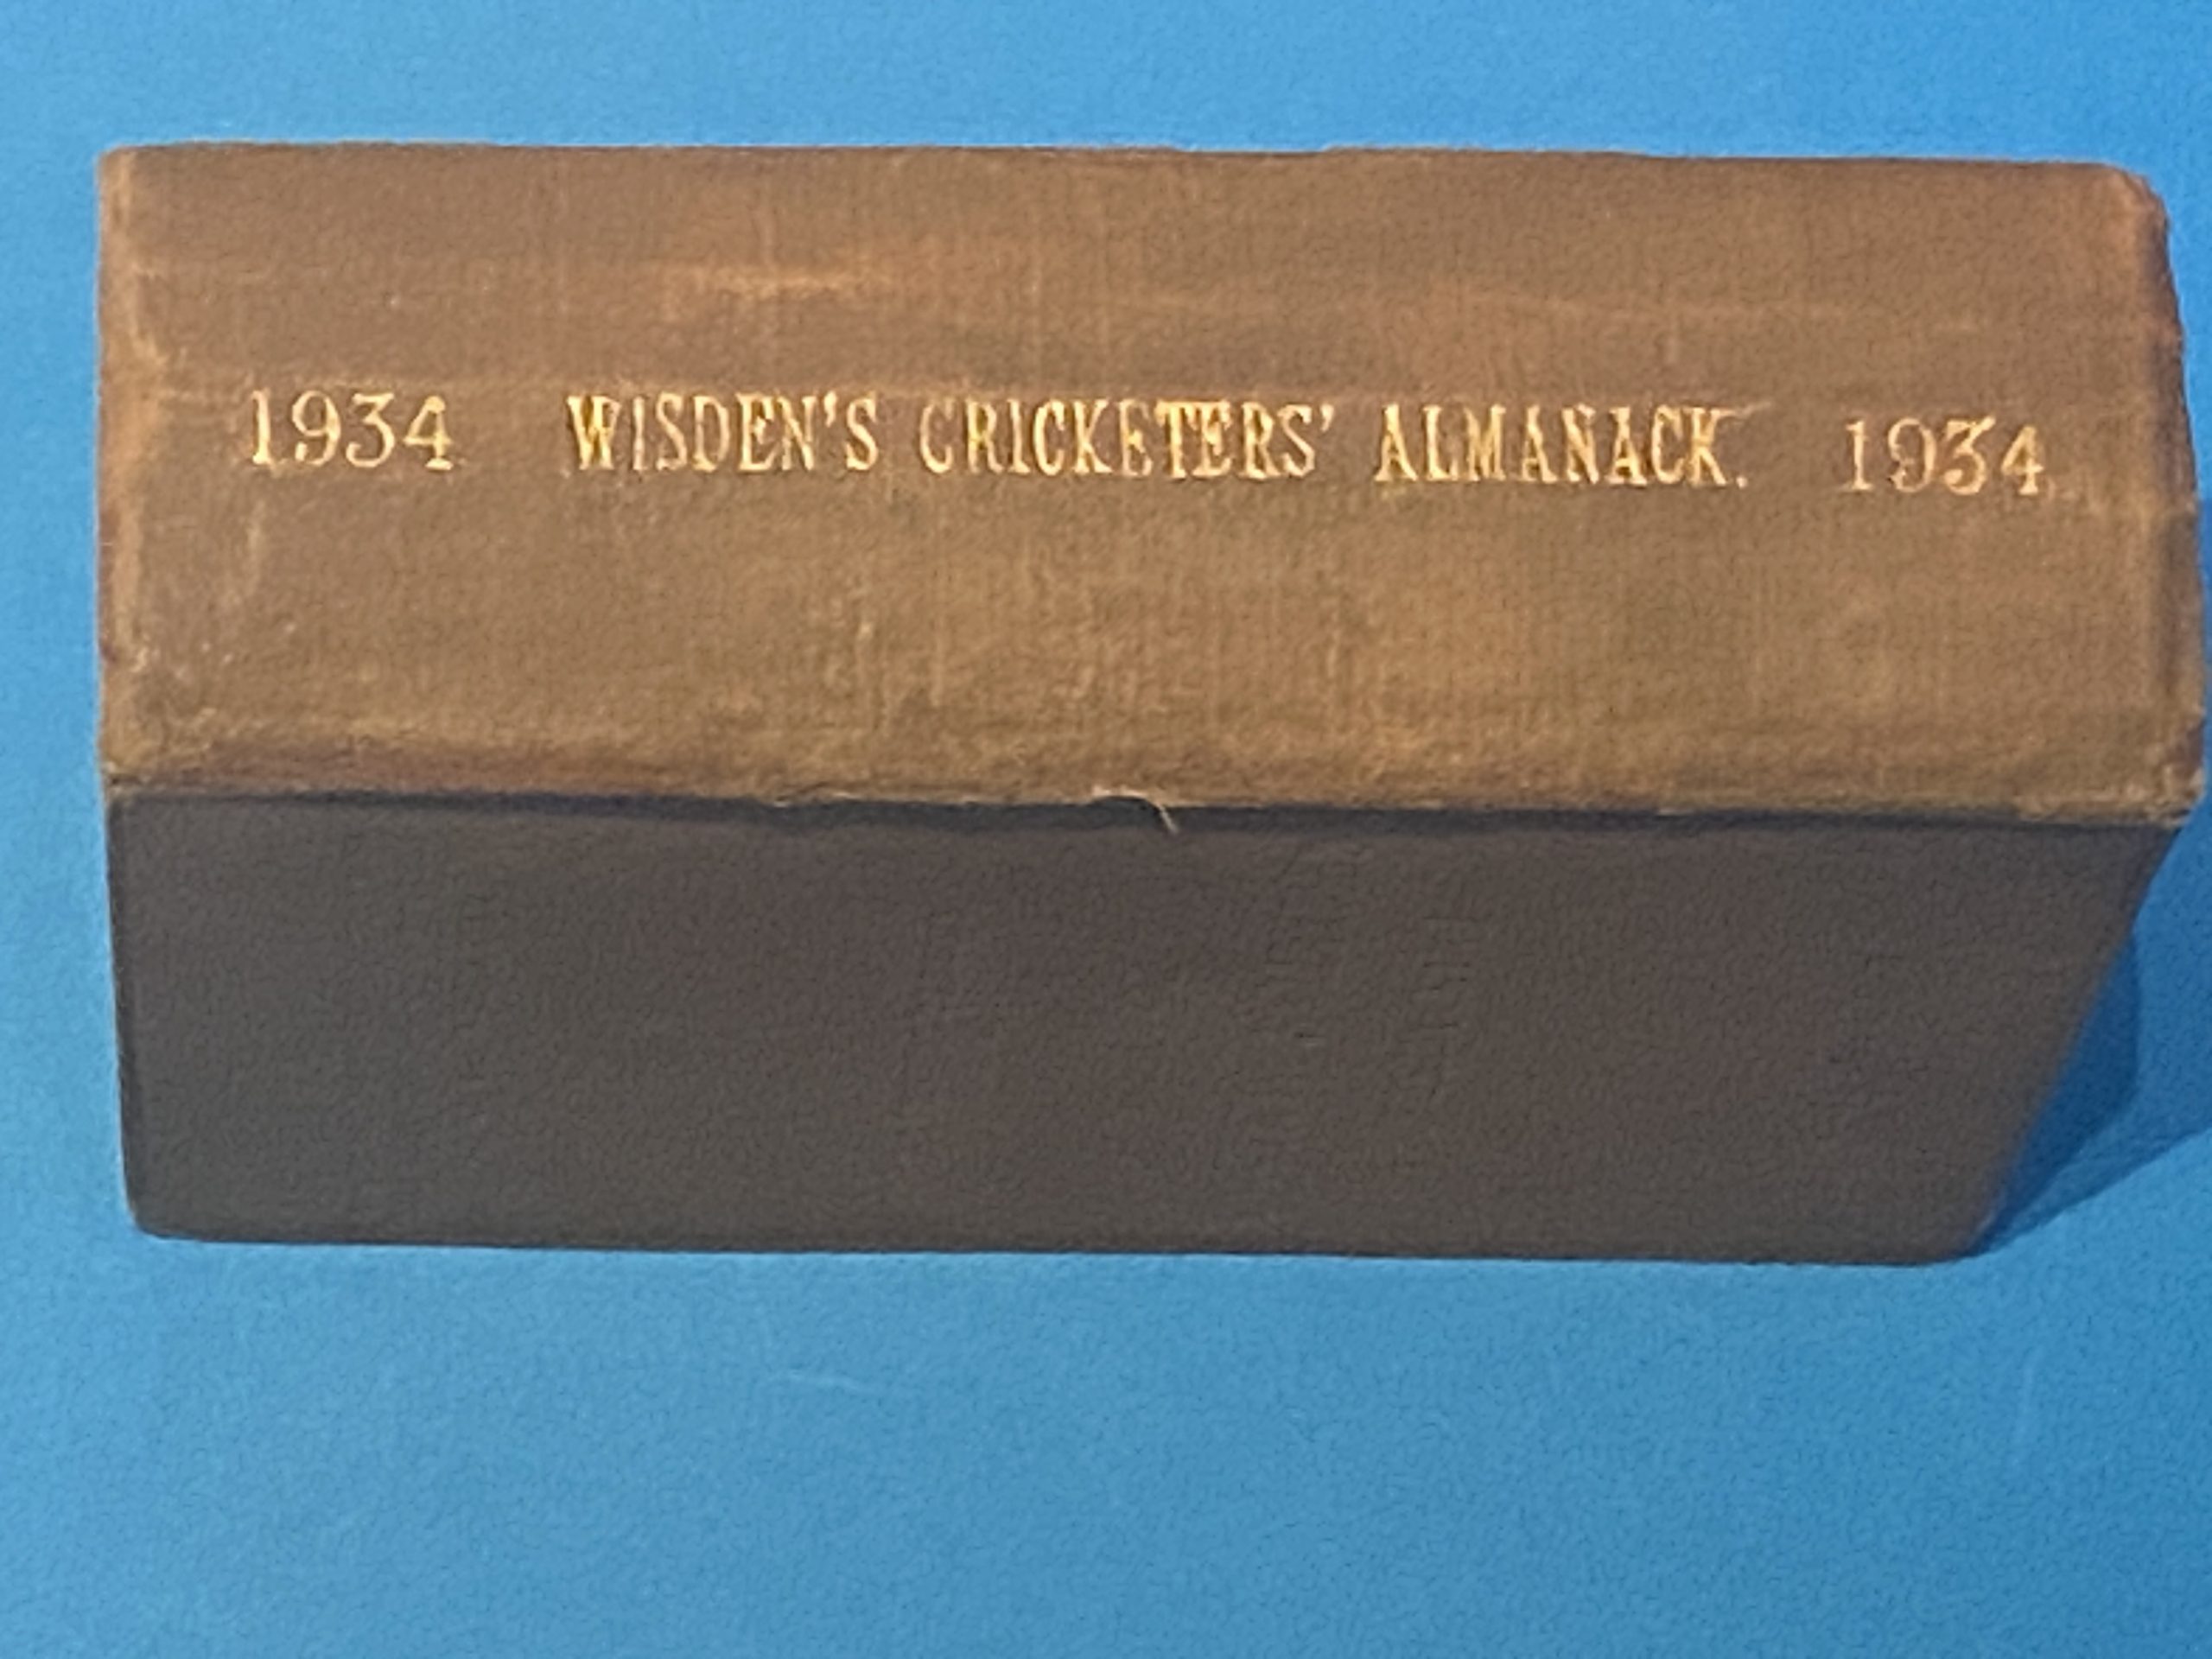 1934 WISDEN'S CRICKETERS' ALMANACK. 1934